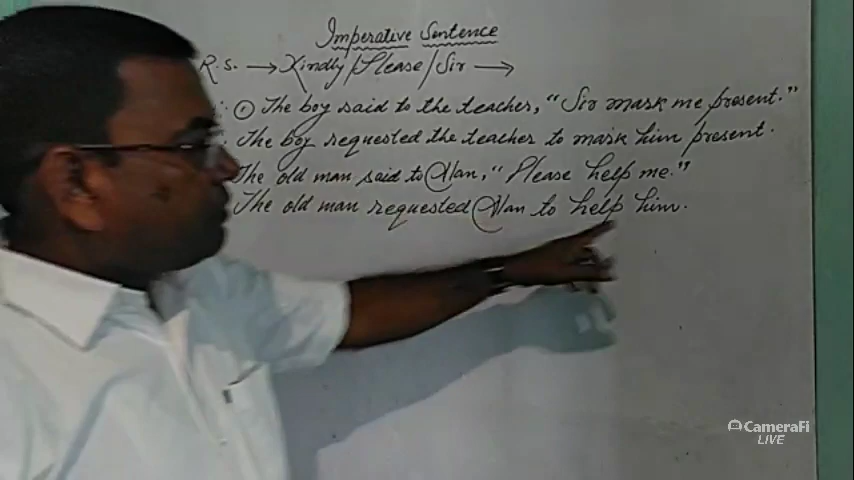 Imperative Sentence
R.S. → Kindly/Please/Sir →
① The boy said to the teacher, "Sir mark me present."
The boy requested the teacher to mark him present.
The old man said to Alan, "Please help me."
The old man requested Alan to help him.
CameraFi
LIVE